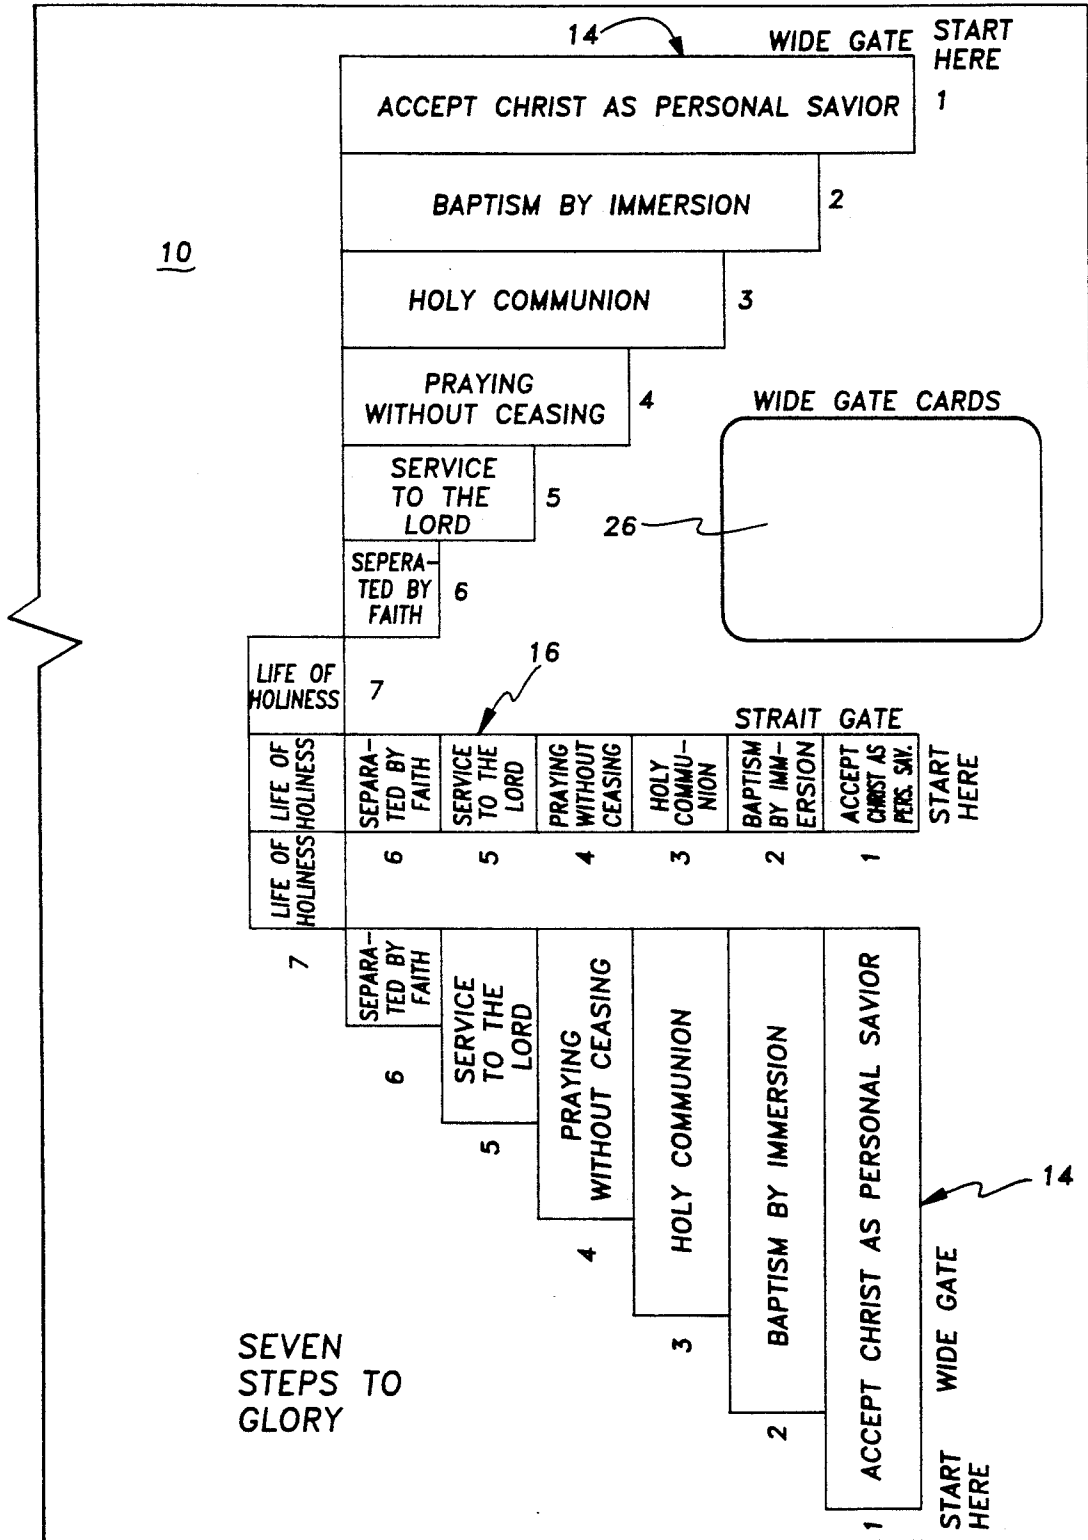 14
WIDE GATE
START
HERE
ACCEPT CHRIST AS PERSONAL SAVIOR
1
BAPTISM BY IMMERSION
2
10
HOLY COMMUNION
3
PRAYING
WITHOUT CEASING
4
WIDE GATE CARDS
SERVICE
TO THE
LORD
5
26
SEPERA-
TED BY
FAITH
6
LIFE OF
HOLINESS
7
16
STRAIT GATE
LIFE OF
HOLINESS
SEPARA-
TED BY
FAITH
SERVICE
TO THE
LORD
PRAYING
WITHOUT
CEASING
HOLY
COMMU-
NION
BAPTISM
BY IMM-
ERSION
ACCEPT
CHRIST AS
PERS. SAV.
START
HERE
LIFE OF
HOLINESS
6
5
4
3
2
1
7
SEPARA-
TED BY
FAITH
6
SERVICE
TO THE
LORD
5
PRAYING
WITHOUT CEASING
4
HOLY COMMUNION
3
BAPTISM BY IMMERSION
2
ACCEPT CHRIST AS PERSONAL SAVIOR
1
14
WIDE GATE
START
HERE
SEVEN
STEPS TO
GLORY